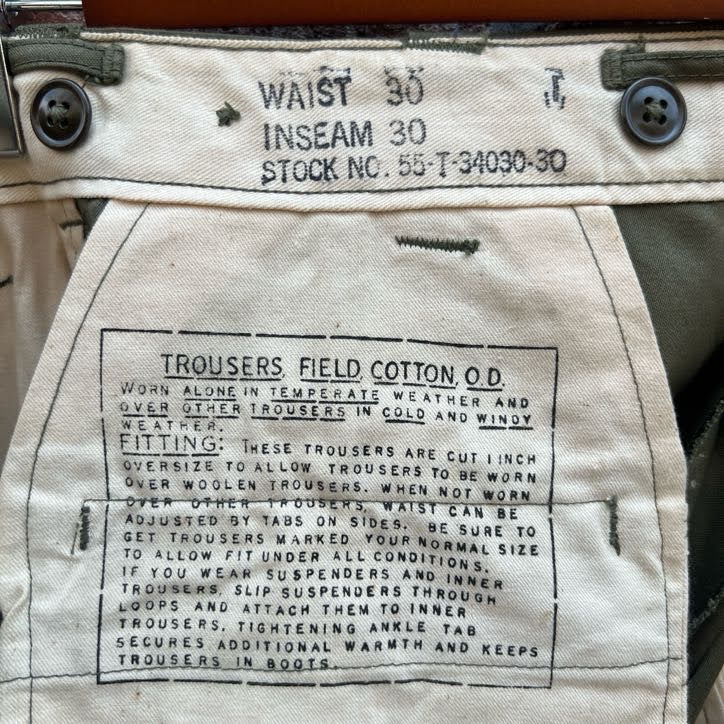 WAIST 30
INSEAM 30
STOCK NO. 55-T-34030-30
TROUSERS, FIELD, COTTON, O.D.
WORN ALONE IN TEMPERATE WEATHER AND
OVER OTHER TROUSERS IN COLD AND WINDY
WEATHER.
FITTING: THESE TROUSERS ARE CUT 1 INCH
OVERSIZE TO ALLOW TROUSERS TO BE WORN
OVER WOOLEN TROUSERS. WHEN NOT WORN
OVER OTHER TROUSERS, WAIST CAN BE
ADJUSTED BY TABS ON SIDES. BE SURE TO
GET TROUSERS MARKED YOUR NORMAL SIZE
TO ALLOW FIT UNDER ALL CONDITIONS.
IF YOU WEAR SUSPENDERS AND INNER
TROUSERS, SLIP SUSPENDERS THROUGH
LOOPS AND ATTACH THEM TO INNER
TROUSERS. TIGHTENING ANKLE TAB
SECURES ADDITIONAL WARMTH AND KEEPS
TROUSERS IN BOOTS.